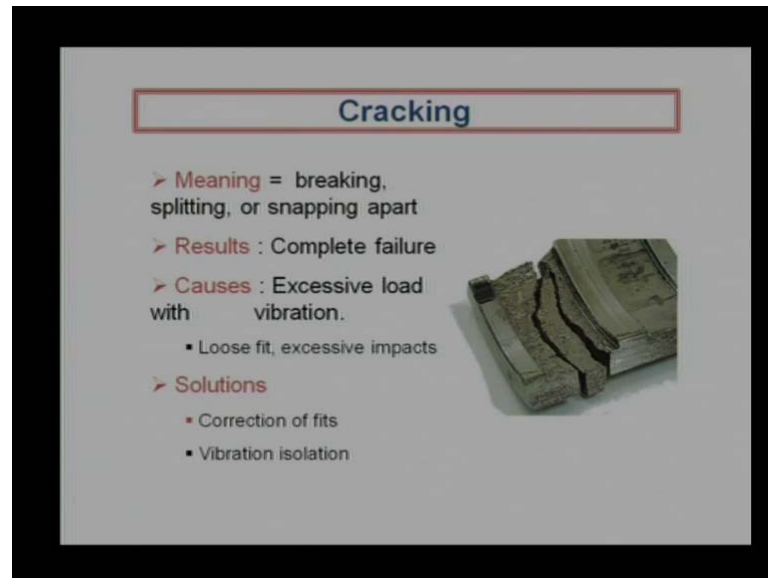 Cracking
➢ Meaning = breaking,
splitting, or snapping apart
➢ Results : Complete failure
➢ Causes : Excessive load
with vibration.
▪ Loose fit, excessive impacts
➢ Solutions
▪ Correction of fits
▪ Vibration isolation